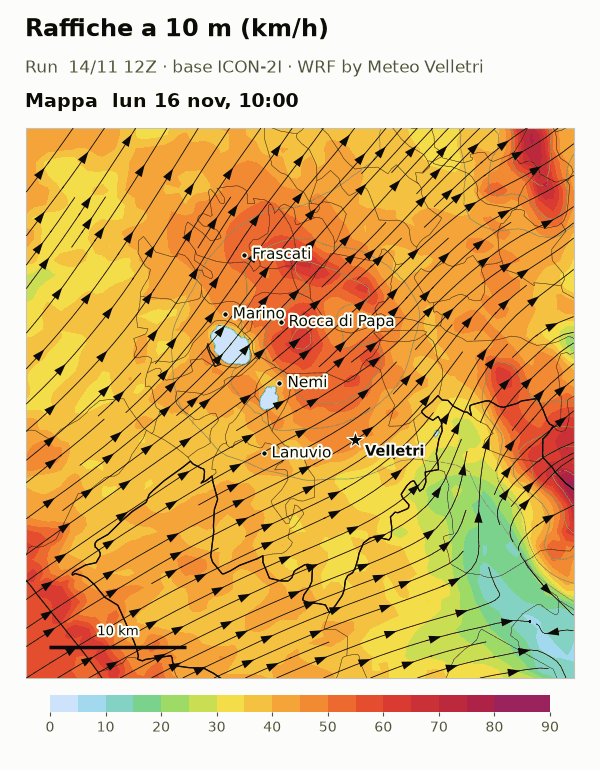 Raffiche a 10 m (km/h)
Run 14/11 12Z · base ICON-2I · WRF by Meteo Velletri
Mappa lun 16 nov, 10:00
Frascati
Marino
Rocca di Papa
Nemi
Velletri
Lanuvio
10 km
0 10 20 30 40 50 60 70 80 90